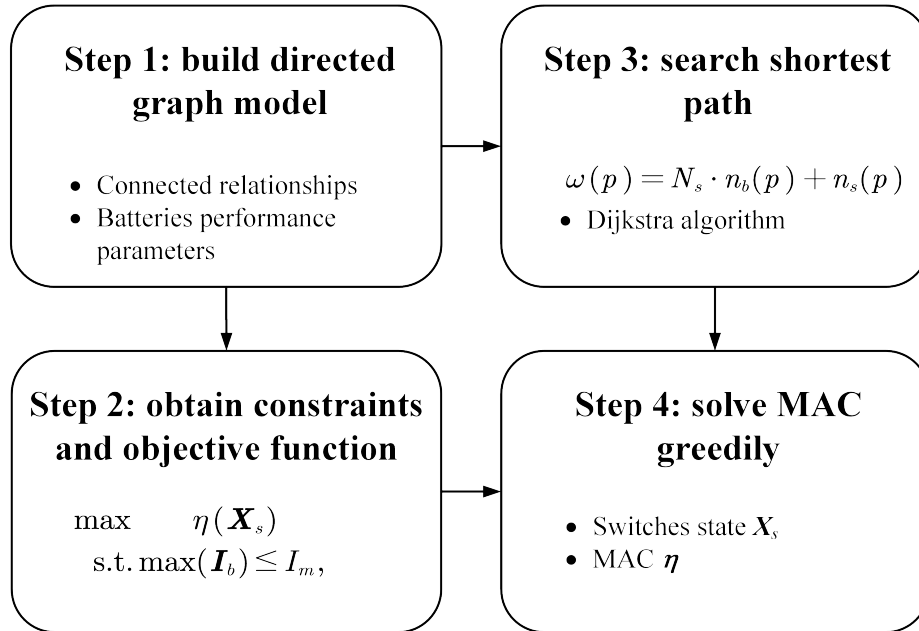 Step 1: build directed
graph model
• Connected relationships
• Batteries performance
parameters
Step 2: obtain constraints
and objective function
max η(X_s)
s.t. max(I_b) ≤ I_m,
Step 3: search shortest
path
ω(p) = N_s · n_b(p) + n_s(p)
• Dijkstra algorithm
Step 4: solve MAC
greedily
• Switches state X_s
• MAC η